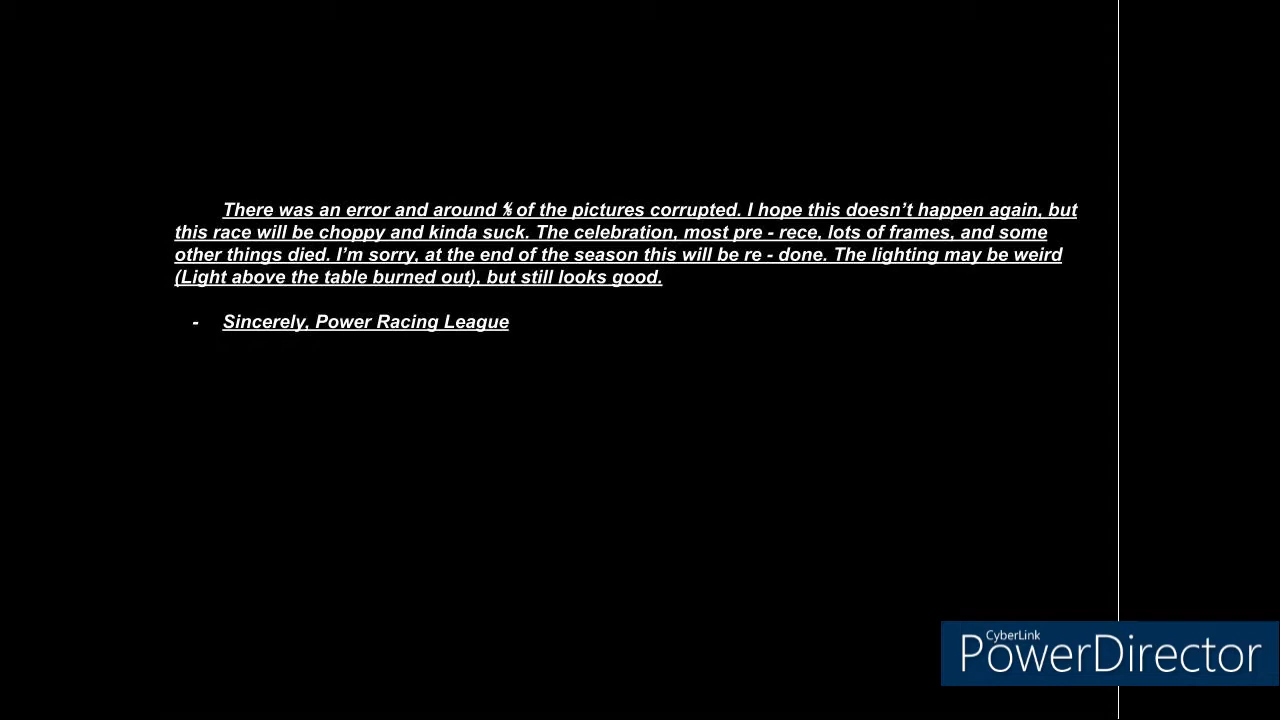 There was an error and around of the pictures corrupted. I hope this doesn't happen again, but
this race will be choppy and kinda suck. The celebration, most pre - rece, lots of frames, and some
other things died. I'm sorry, at the end of the season this will be re - done. The lighting may be weird
(Light above the table burned out), but still looks good.
- Sincerely, Power Racing League
CyberLink
PowerDirector